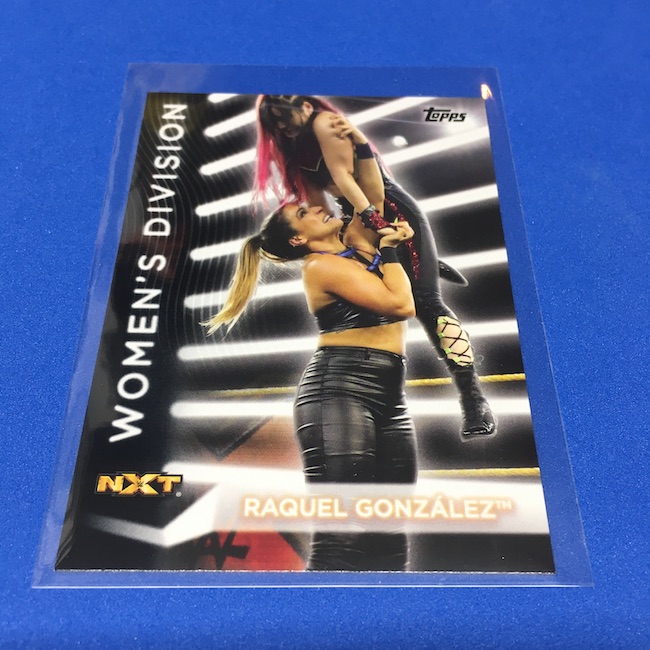 Topps
WOMEN'S DIVISION
NXT
RAQUEL GONZÁLEZ™